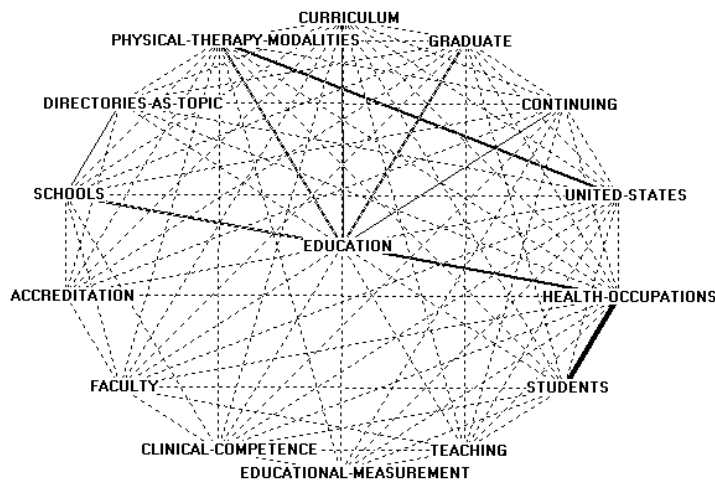 CURRICULUM
PHYSICAL-THERAPY-MODALITIES
GRADUATE
DIRECTORIES-AS-TOPIC
CONTINUING
SCHOOLS
UNITED-STATES
EDUCATION
ACCREDITATION
HEALTH-OCCUPATIONS
FACULTY
STUDENTS
CLINICAL-COMPETENCE
TEACHING
EDUCATIONAL-MEASUREMENT